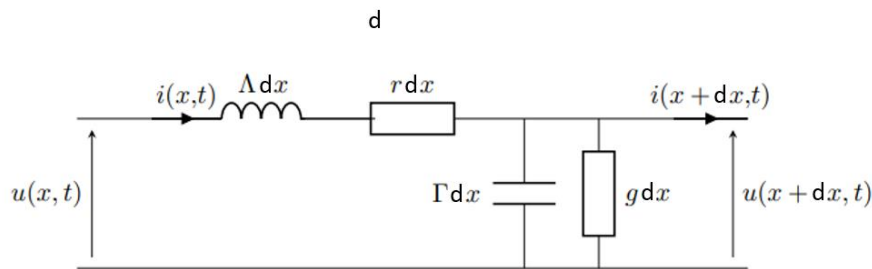 d
i(x,t) Λdx rdx i(x+dx,t)
u(x,t) Γdx gdx u(x+dx,t)